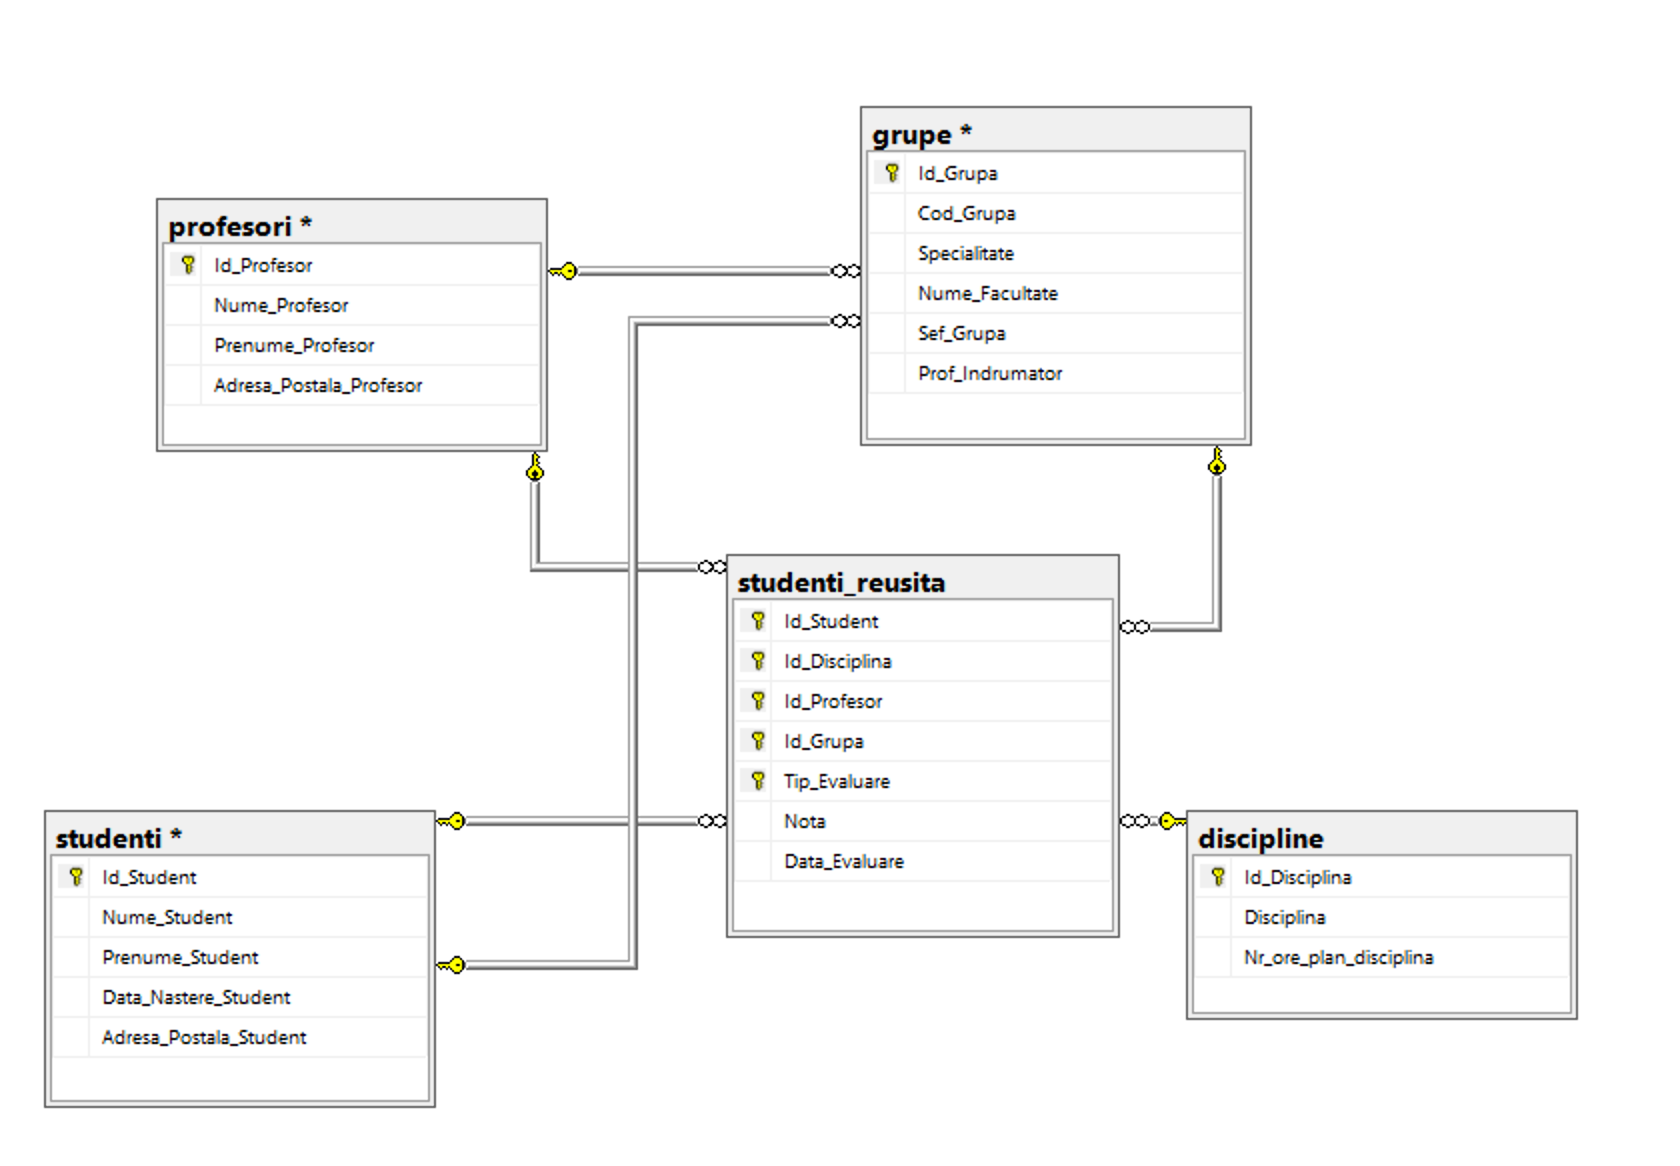 grupe *
Id_Grupa
Cod_Grupa
Specialitate
Nume_Facultate
Sef_Grupa
Prof_Indrumator
profesori *
Id_Profesor
Nume_Profesor
Prenume_Profesor
Adresa_Postala_Profesor
studenti_reusita
Id_Student
Id_Disciplina
Id_Profesor
Id_Grupa
Tip_Evaluare
Nota
Data_Evaluare
studenti *
Id_Student
Nume_Student
Prenume_Student
Data_Nastere_Student
Adresa_Postala_Student
discipline
Id_Disciplina
Disciplina
Nr_ore_plan_disciplina